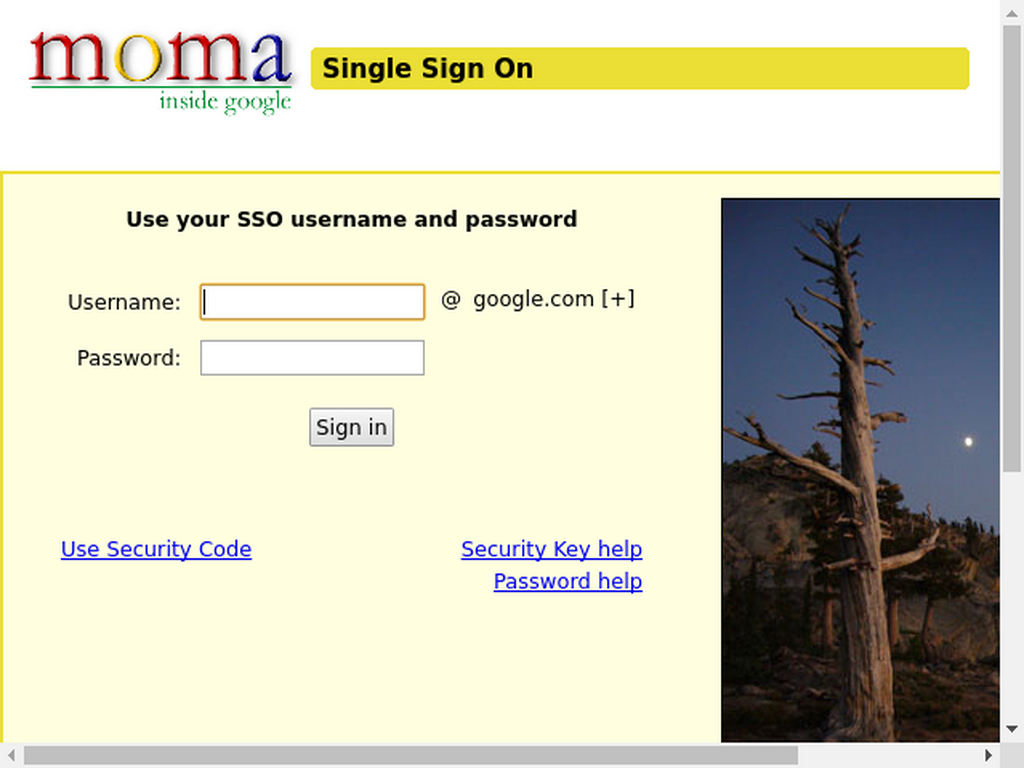 moma
inside google
Single Sign On
Use your SSO username and password
Username:
@ google.com [+]
Password:
Sign in
Use Security Code
Security Key help
Password help